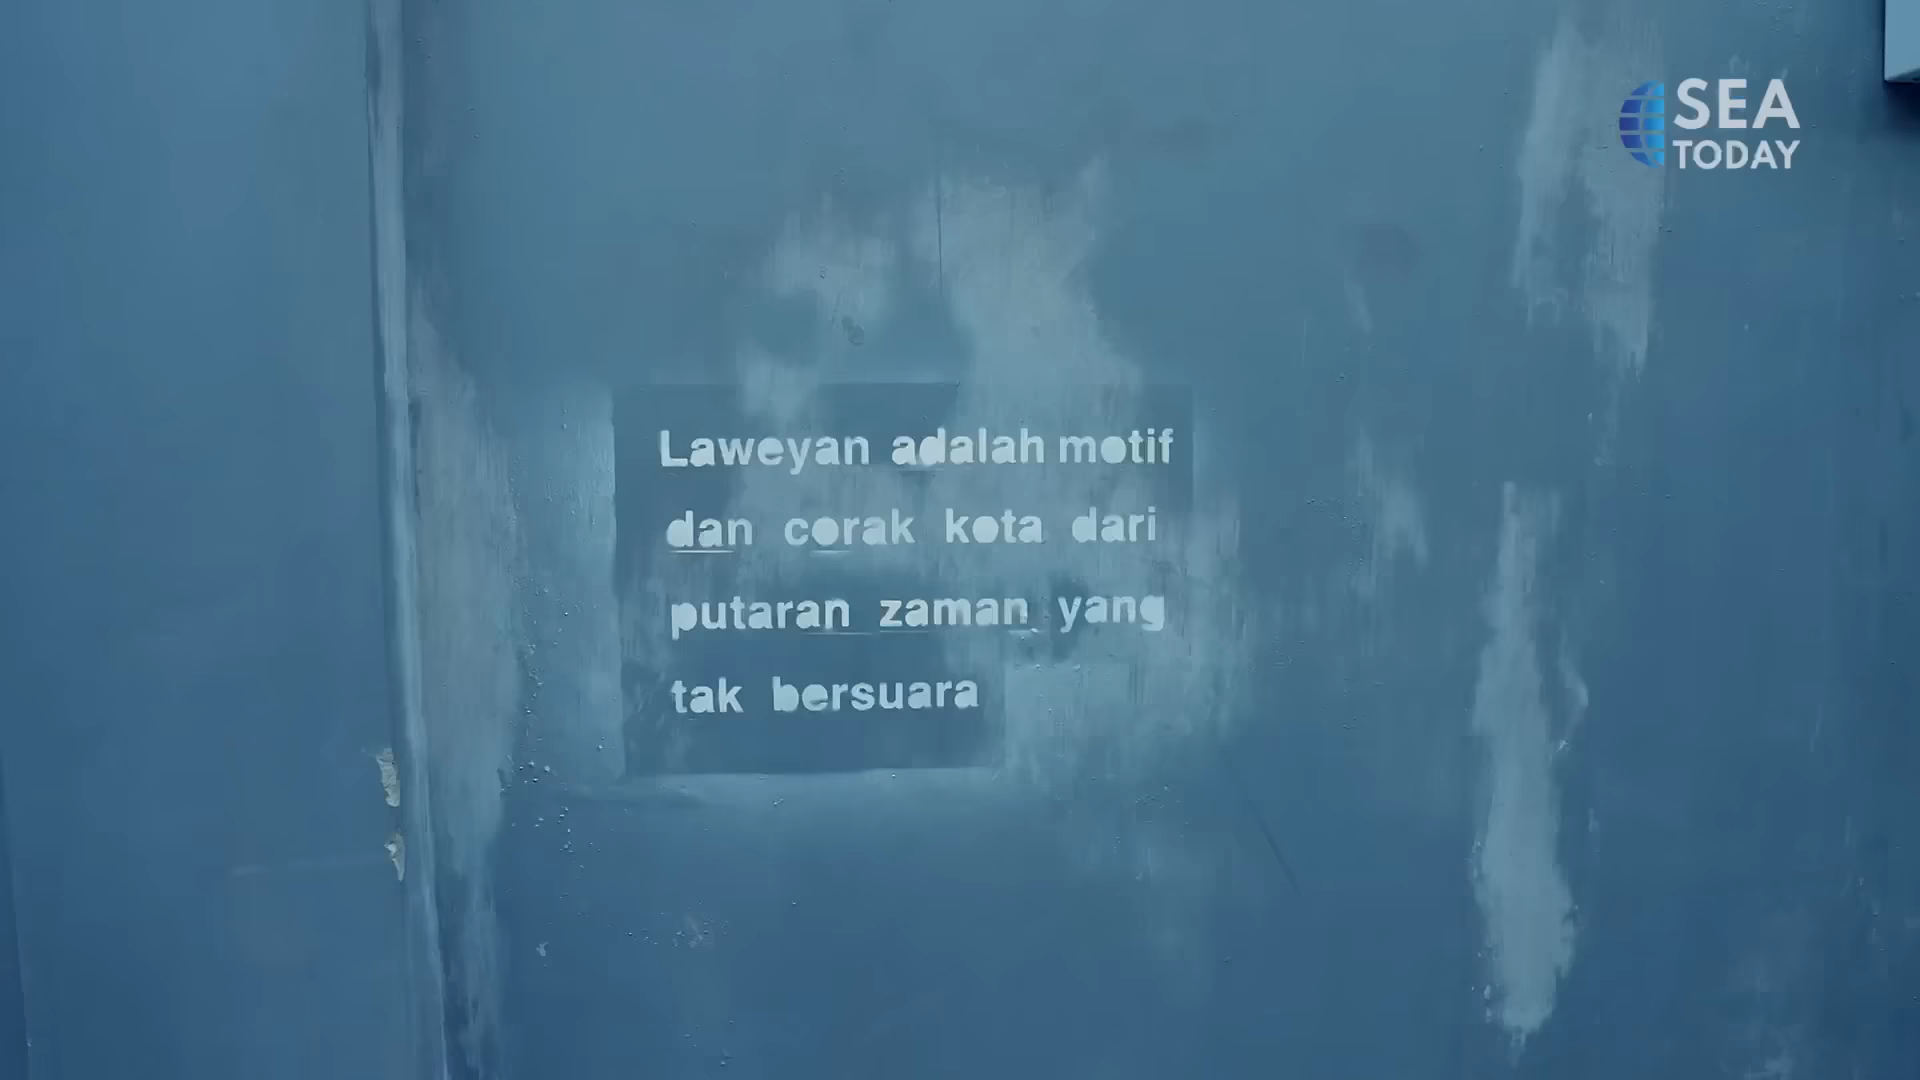 SEA
TODAY
Laweyan adalah motif
dan corak kota dari
putaran zaman yang
tak bersuara